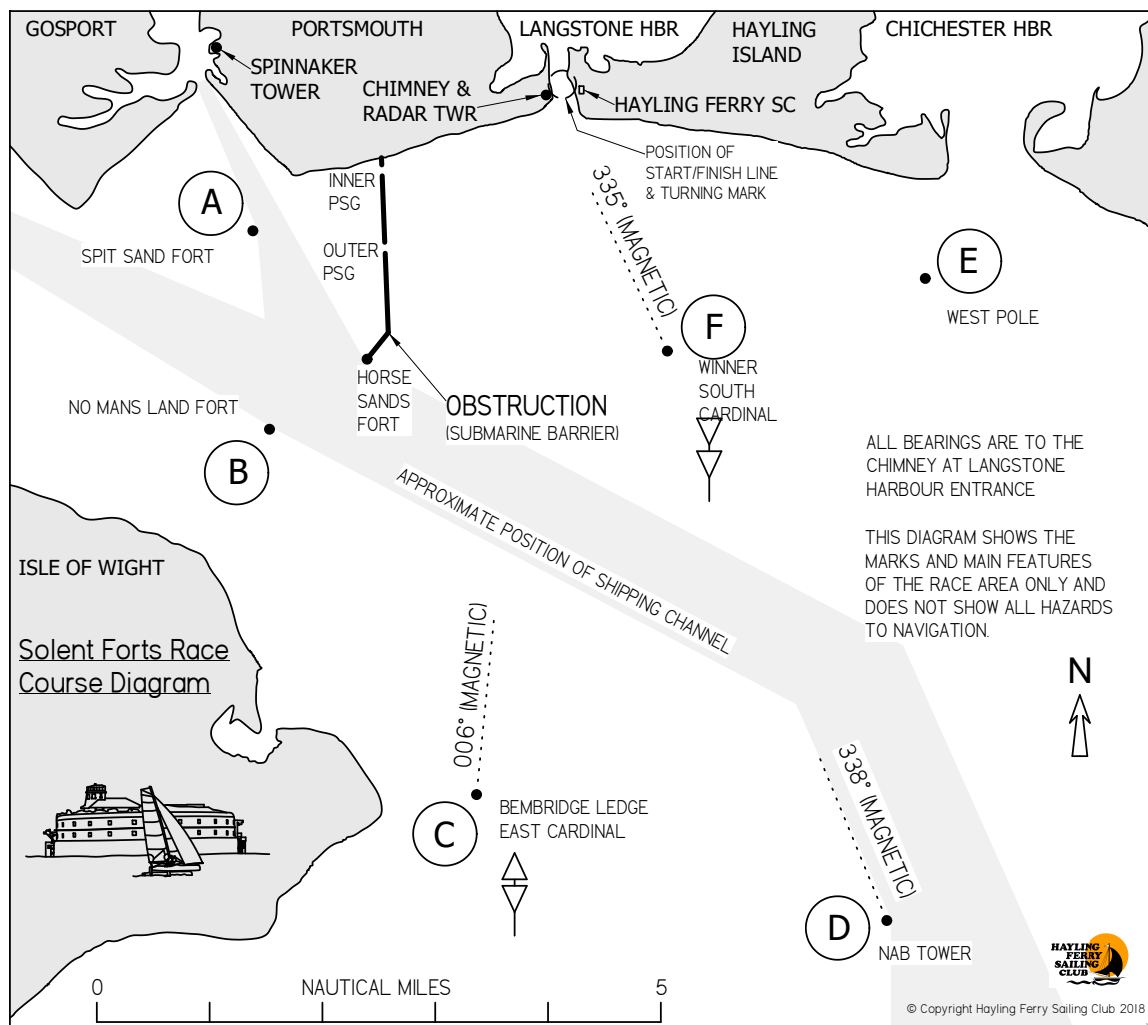 GOSPORT
PORTSMOUTH
LANGSTONE HBR
HAYLING
ISLAND
CHICHESTER HBR
SPINNAKER
TOWER
CHIMNEY &
RADAR TWR
HAYLING FERRY SC
POSITION OF
START/FINISH LINE
& TURNING MARK
INNER
PSG
335° (MAGNETIC)
A
SPIT SAND FORT
OUTER
PSG
E
WEST POLE
F
WINNER
SOUTH
CARDINAL
HORSE
SANDS
FORT
OBSTRUCTION
(SUBMARINE BARRIER)
NO MANS LAND FORT
B
ALL BEARINGS ARE TO THE
CHIMNEY AT LANGSTONE
HARBOUR ENTRANCE
THIS DIAGRAM SHOWS THE
MARKS AND MAIN FEATURES
OF THE RACE AREA ONLY AND
DOES NOT SHOW ALL HAZARDS
TO NAVIGATION.
APPROXIMATE POSITION OF SHIPPING CHANNEL
ISLE OF WIGHT
Solent Forts Race
Course Diagram
N
006° (MAGNETIC)
338° (MAGNETIC)
C
BEMBRIDGE LEDGE
EAST CARDINAL
D
NAB TOWER
0
NAUTICAL MILES
5
HAYLING
FERRY
SAILING
CLUB
© Copyright Hayling Ferry Sailing Club 2018